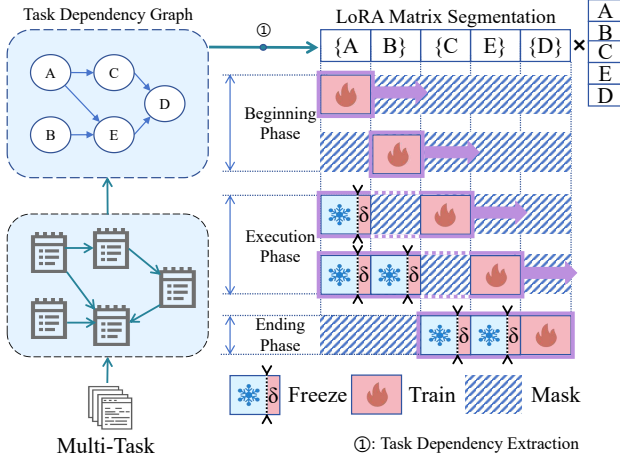 Task Dependency Graph
①
LoRA Matrix Segmentation
{A B} {C E} {D} ×
A
B
C
E
D
A C
D
B E
Beginning
Phase
Execution
Phase
δ
δ δ
Ending
Phase
δ δ
δ Freeze Train Mask
Multi-Task
①: Task Dependency Extraction